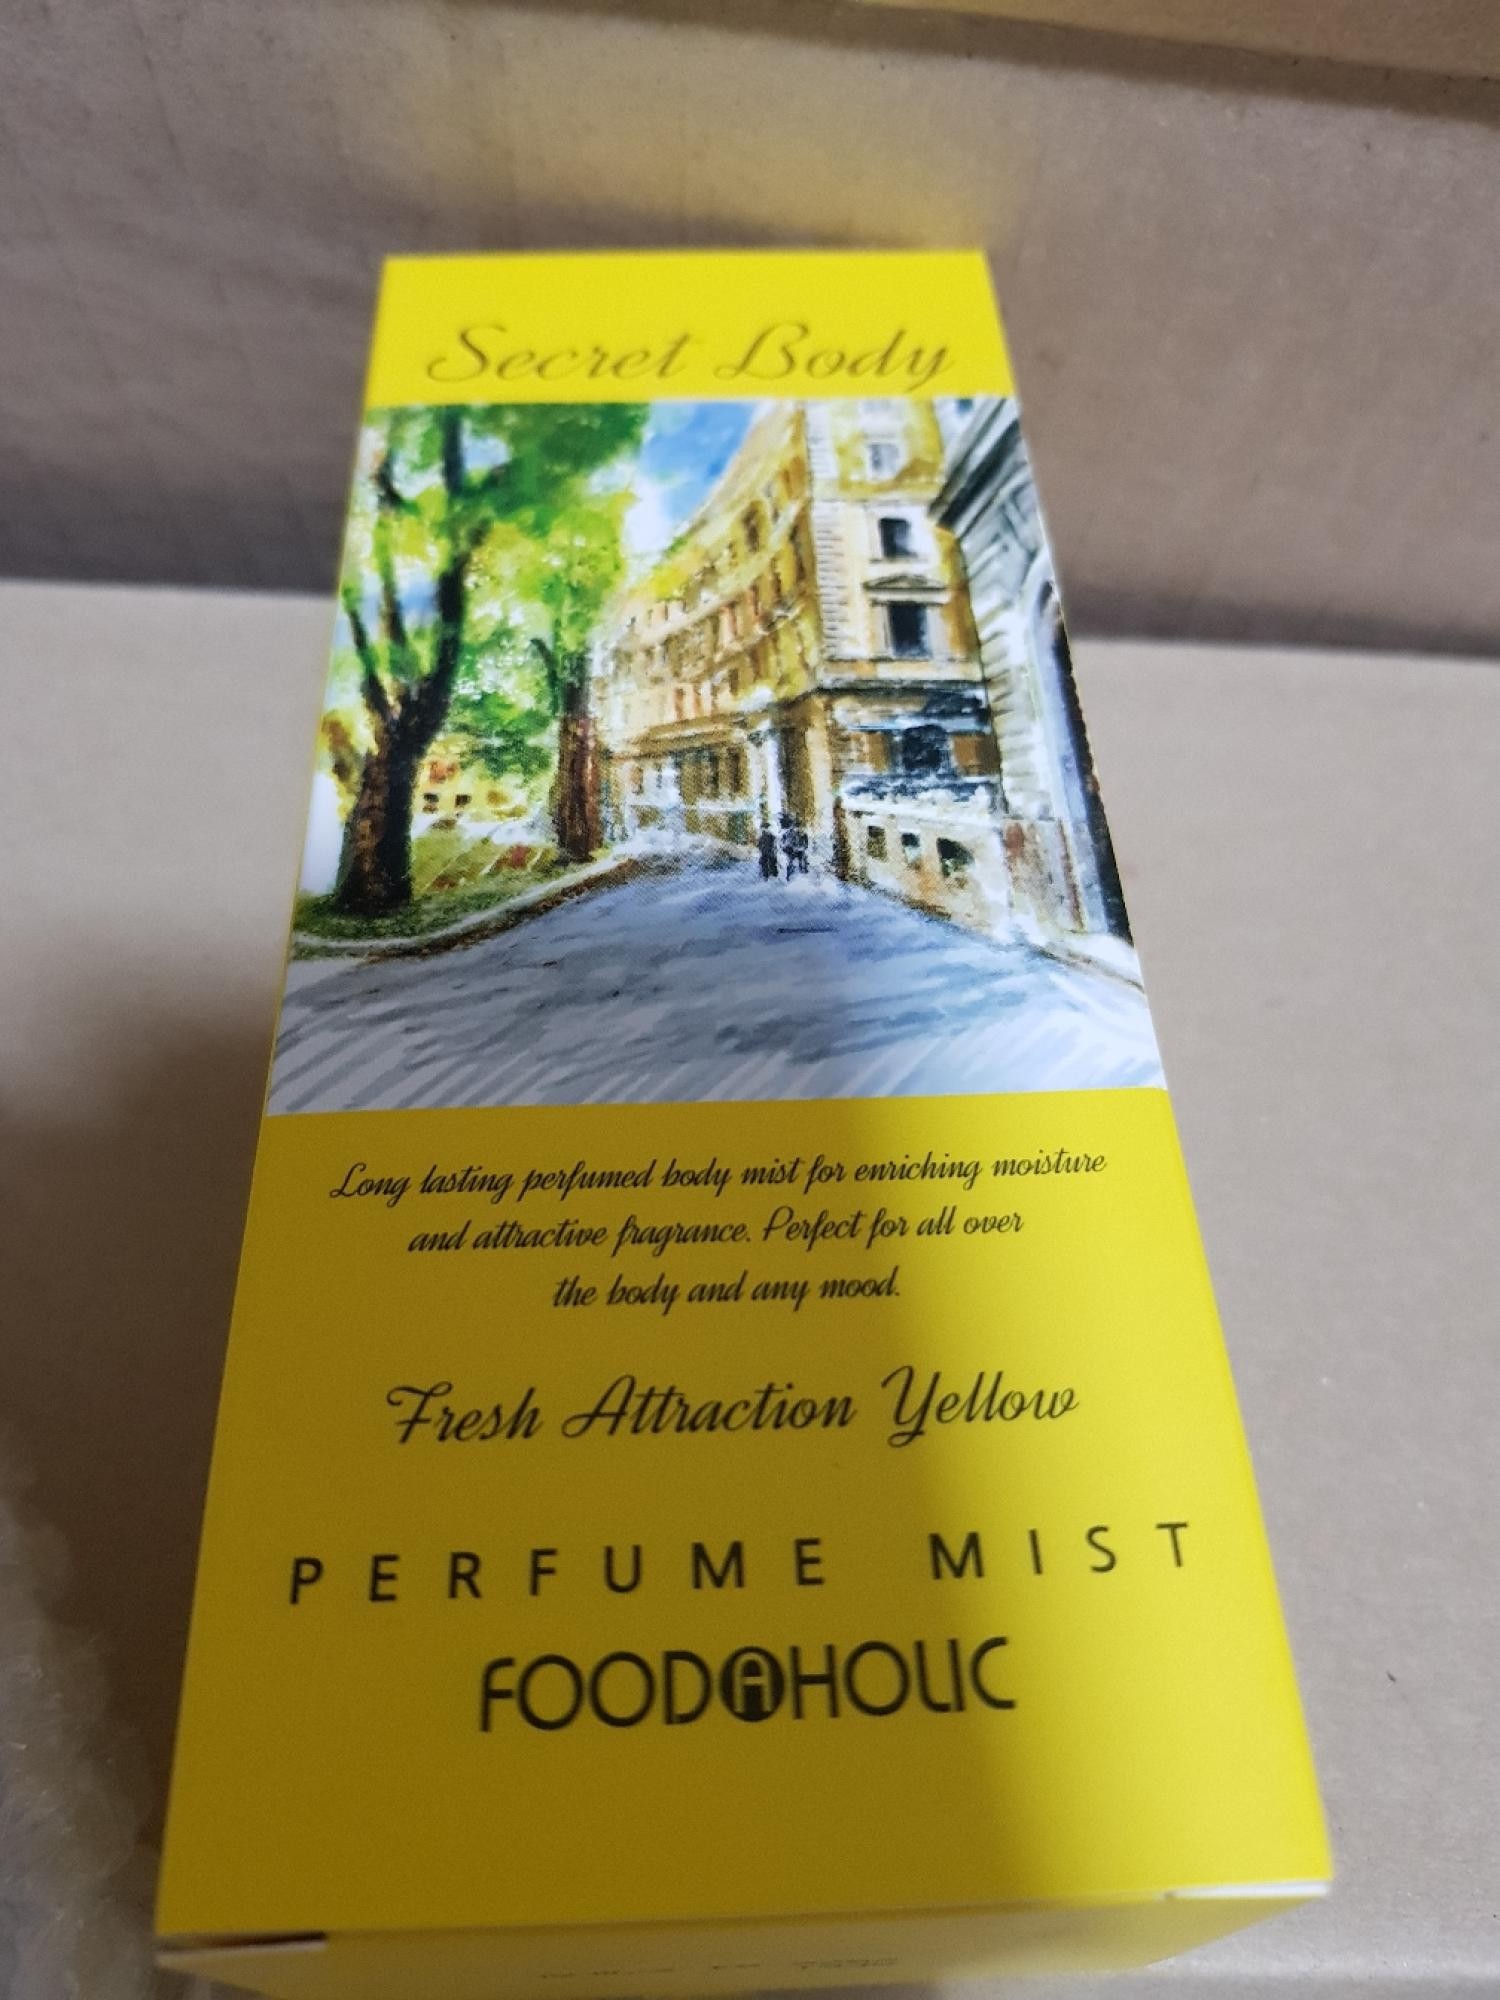 Secret Body
Long lasting perfumed body mist for enriching moisture
and attractive fragrance. Perfect for all over
the body and any mood.
Fresh Attraction Yellow
PERFUME MIST
FOODAHOLIC